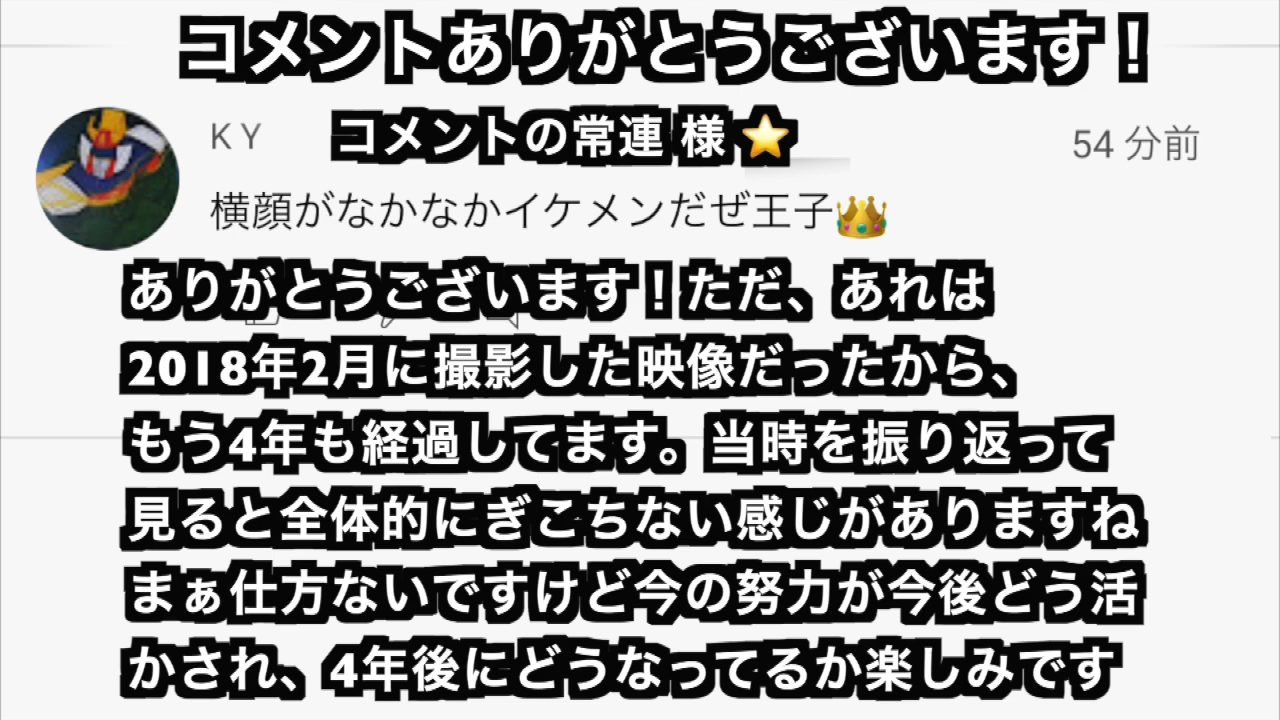 コメントありがとうございます！
K Y コメントの常連 様⭐ 54 分前
横顔がなかなかイケメンだぜ王子👑
ありがとうございます！ただ、あれは
2018年2月に撮影した映像だったから、
もう4年も経過してます。当時を振り返って
見ると全体的にぎこちない感じがありますね
まぁ仕方ないですけど今の努力が今後どう活
かされ、4年後にどうなってるか楽しみです